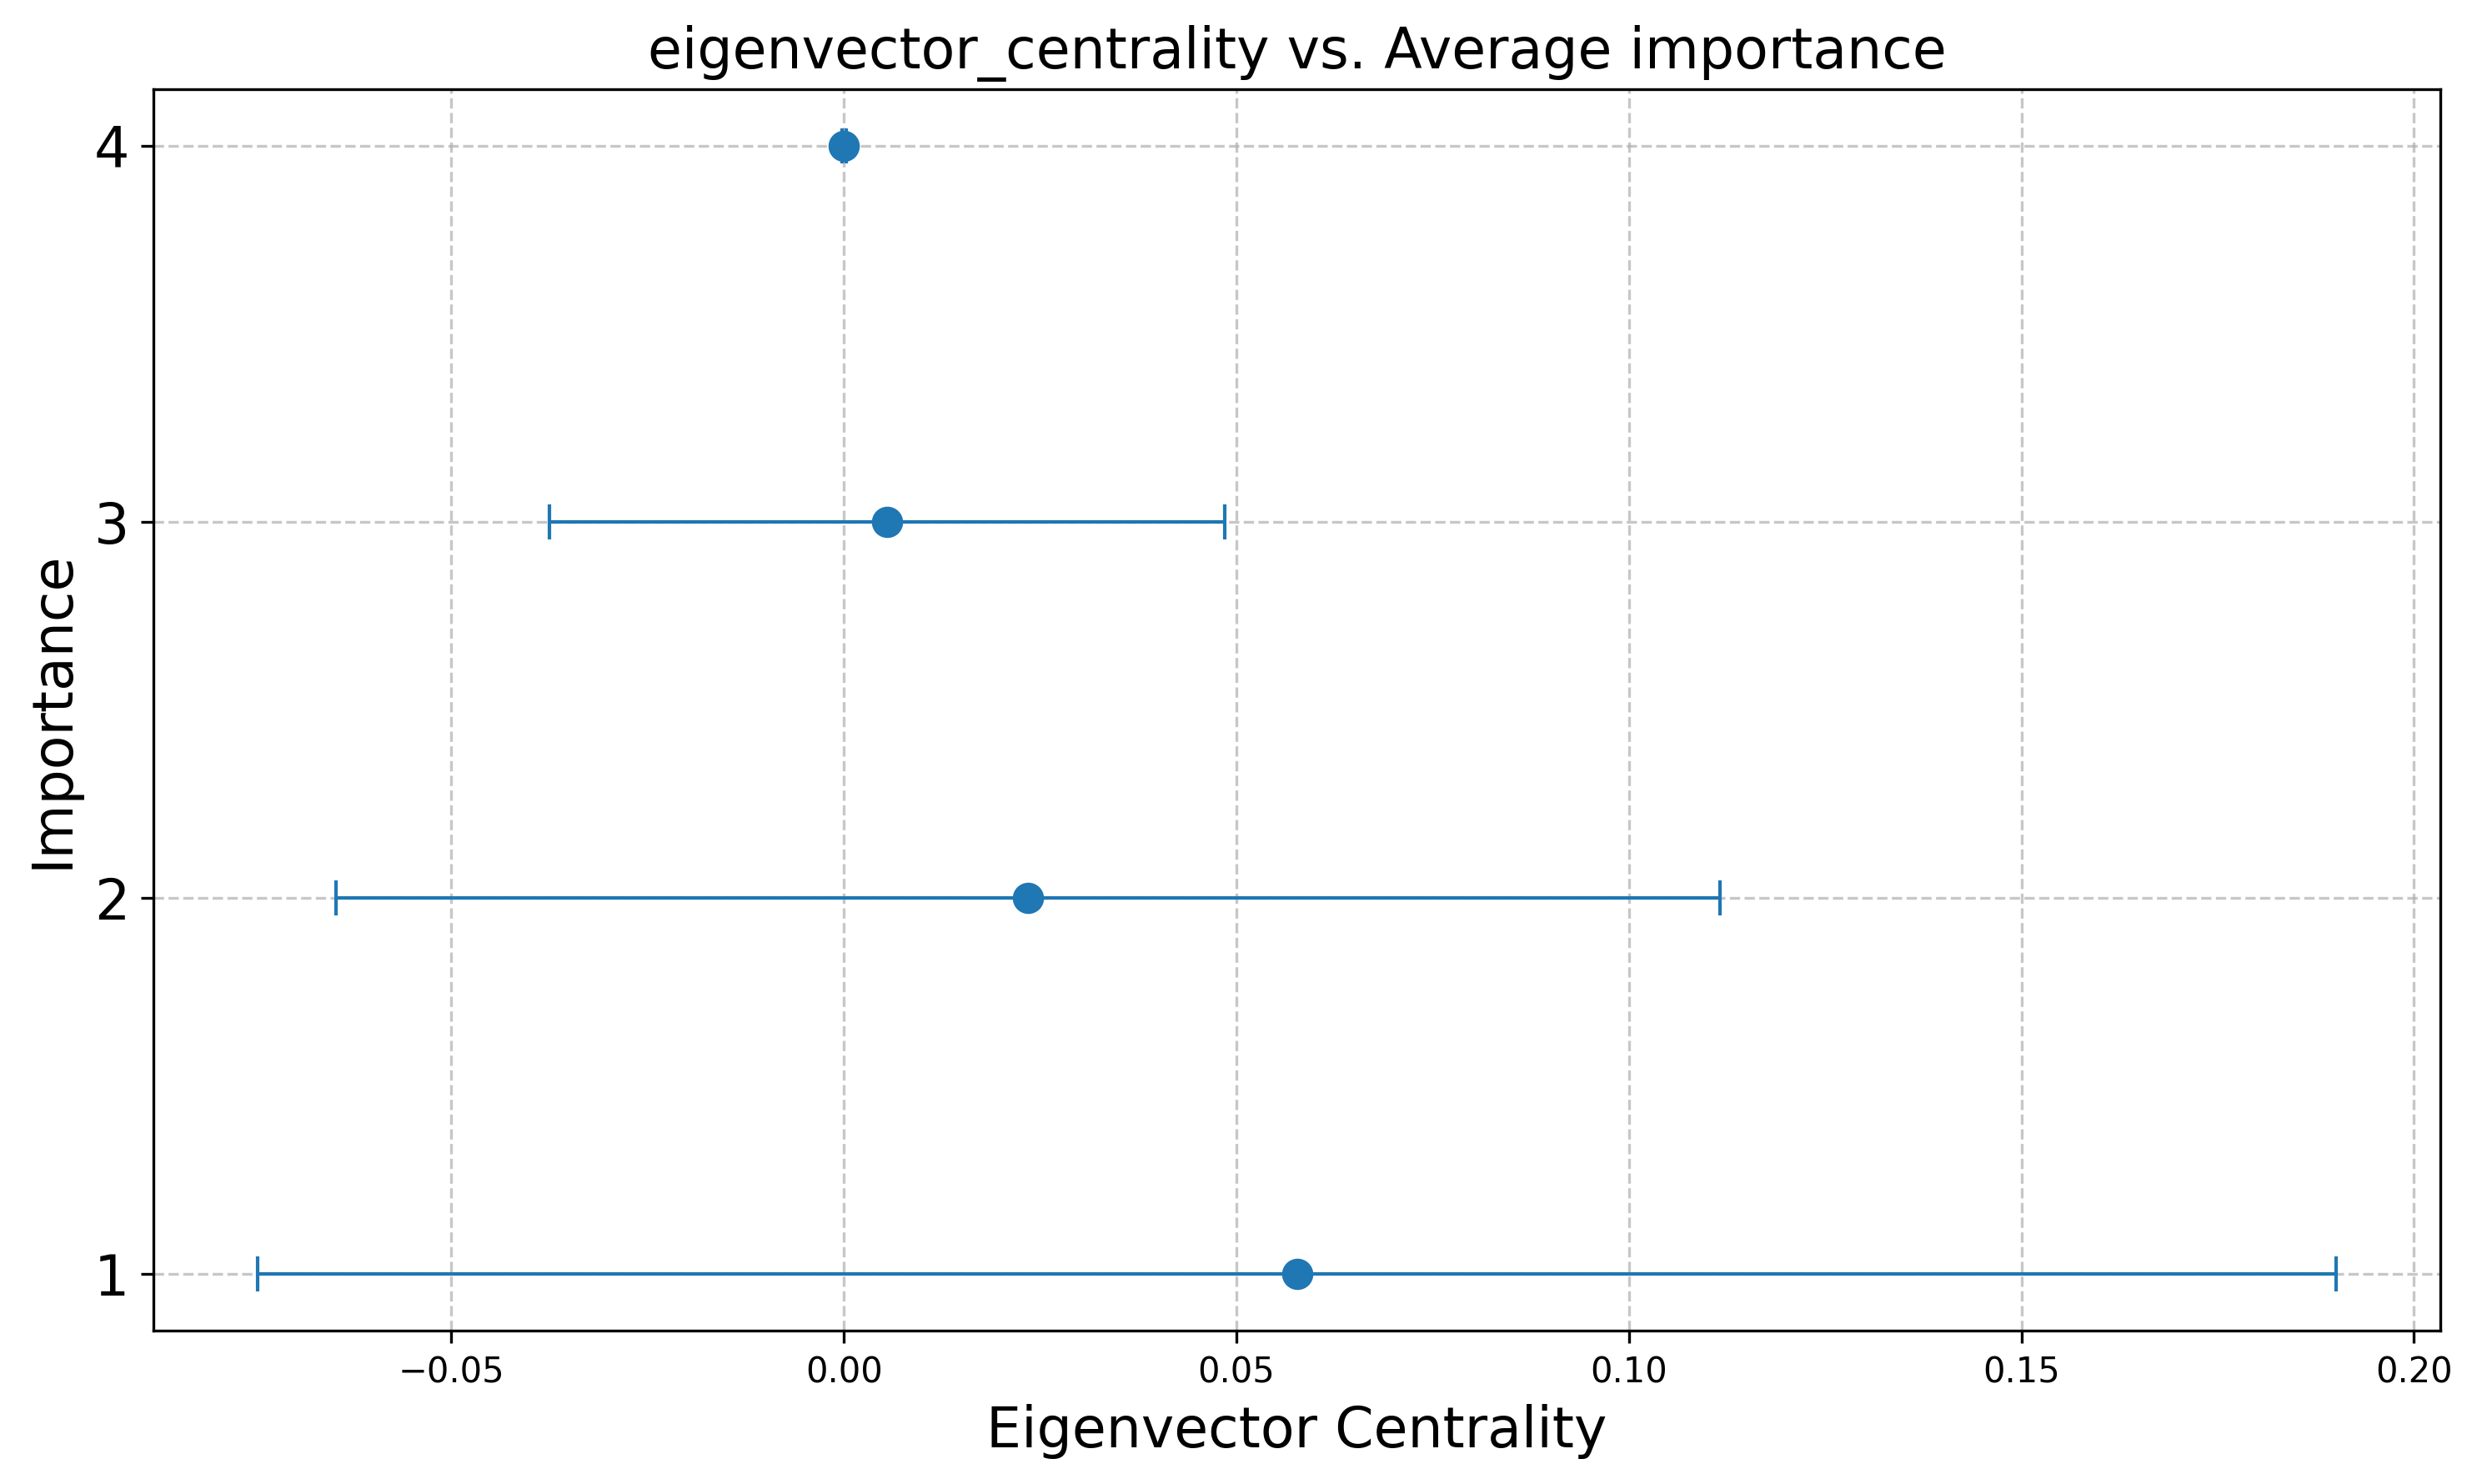 eigenvector_centrality vs. Average importance
4
3
2
1
Importance
−0.05 0.00 0.05 0.10 0.15 0.20
Eigenvector Centrality